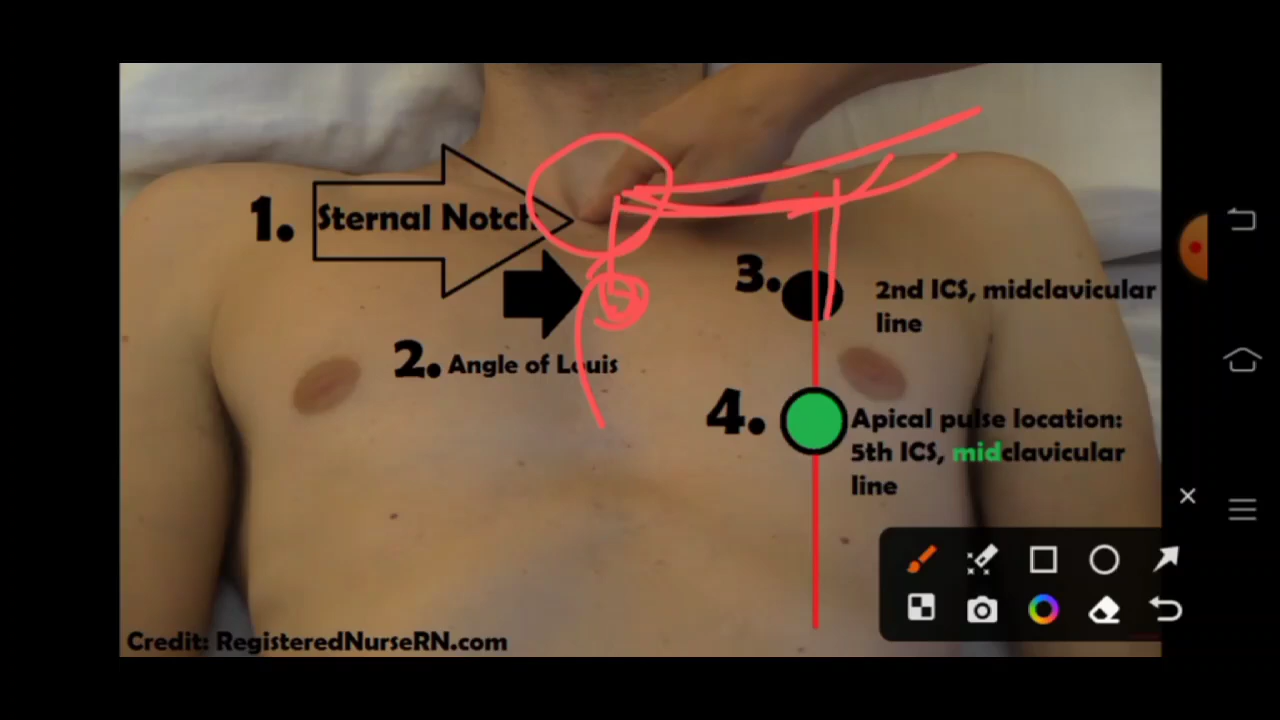 1. Sternal Notch
3.
2nd ICS, midclavicular
line
2. Angle of Louis
4.
Apical pulse location:
5th ICS, midclavicular
line
Credit: RegisteredNurseRN.com